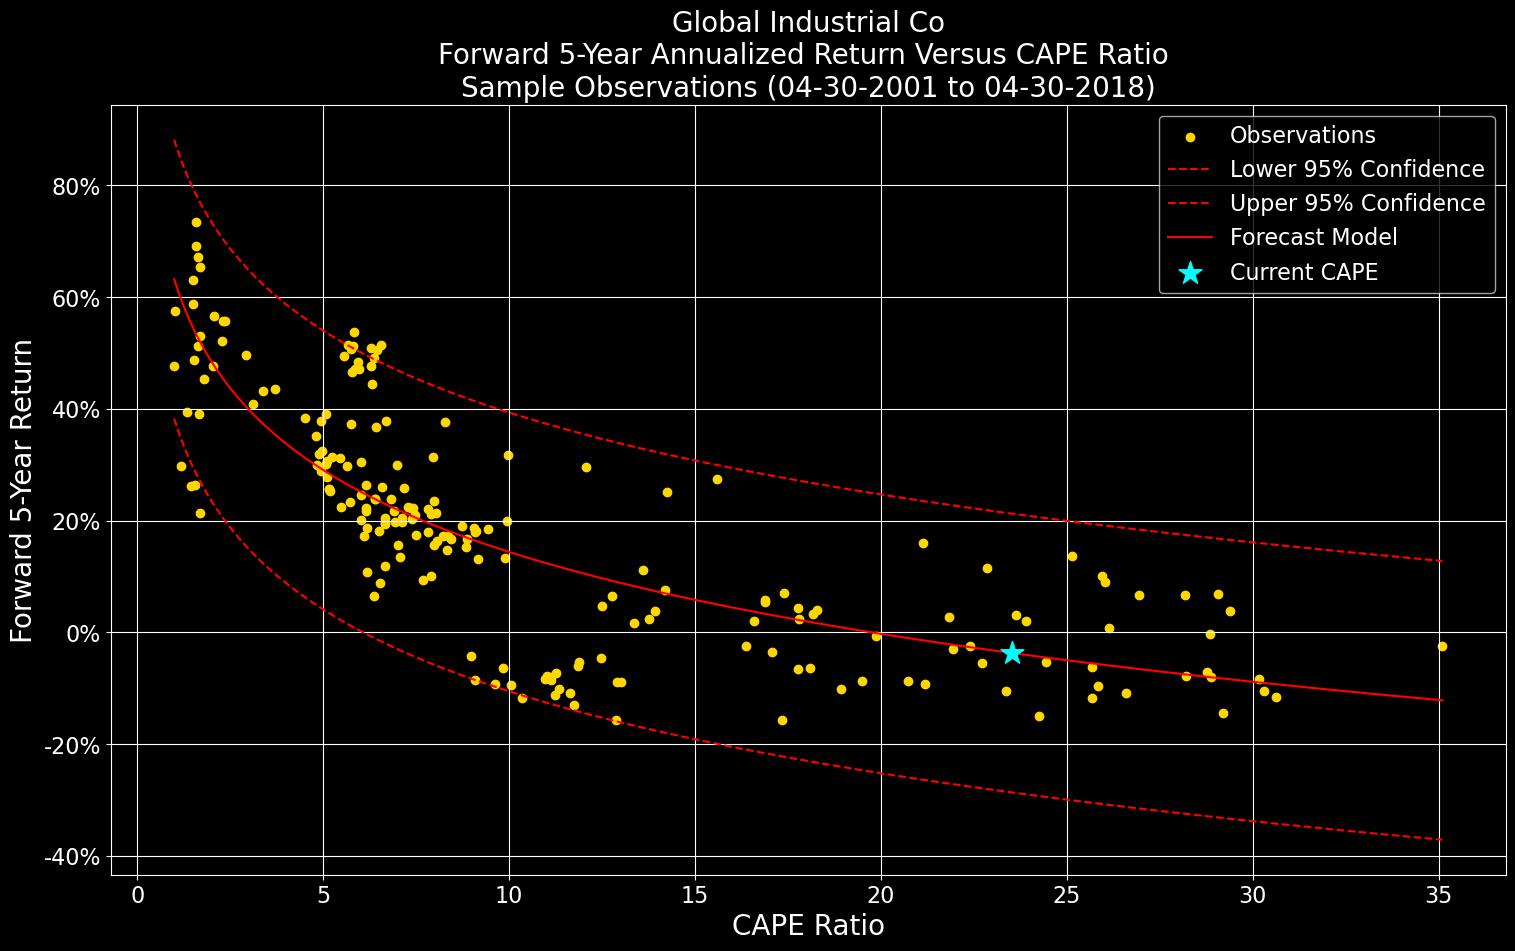 Global Industrial Co
Forward 5-Year Annualized Return Versus CAPE Ratio
Sample Observations (04-30-2001 to 04-30-2018)
Observations
Lower 95% Confidence
Upper 95% Confidence
Forecast Model
Current CAPE
Forward 5-Year Return
80%
60%
40%
20%
0%
-20%
-40%
0 5 10 15 20 25 30 35
CAPE Ratio